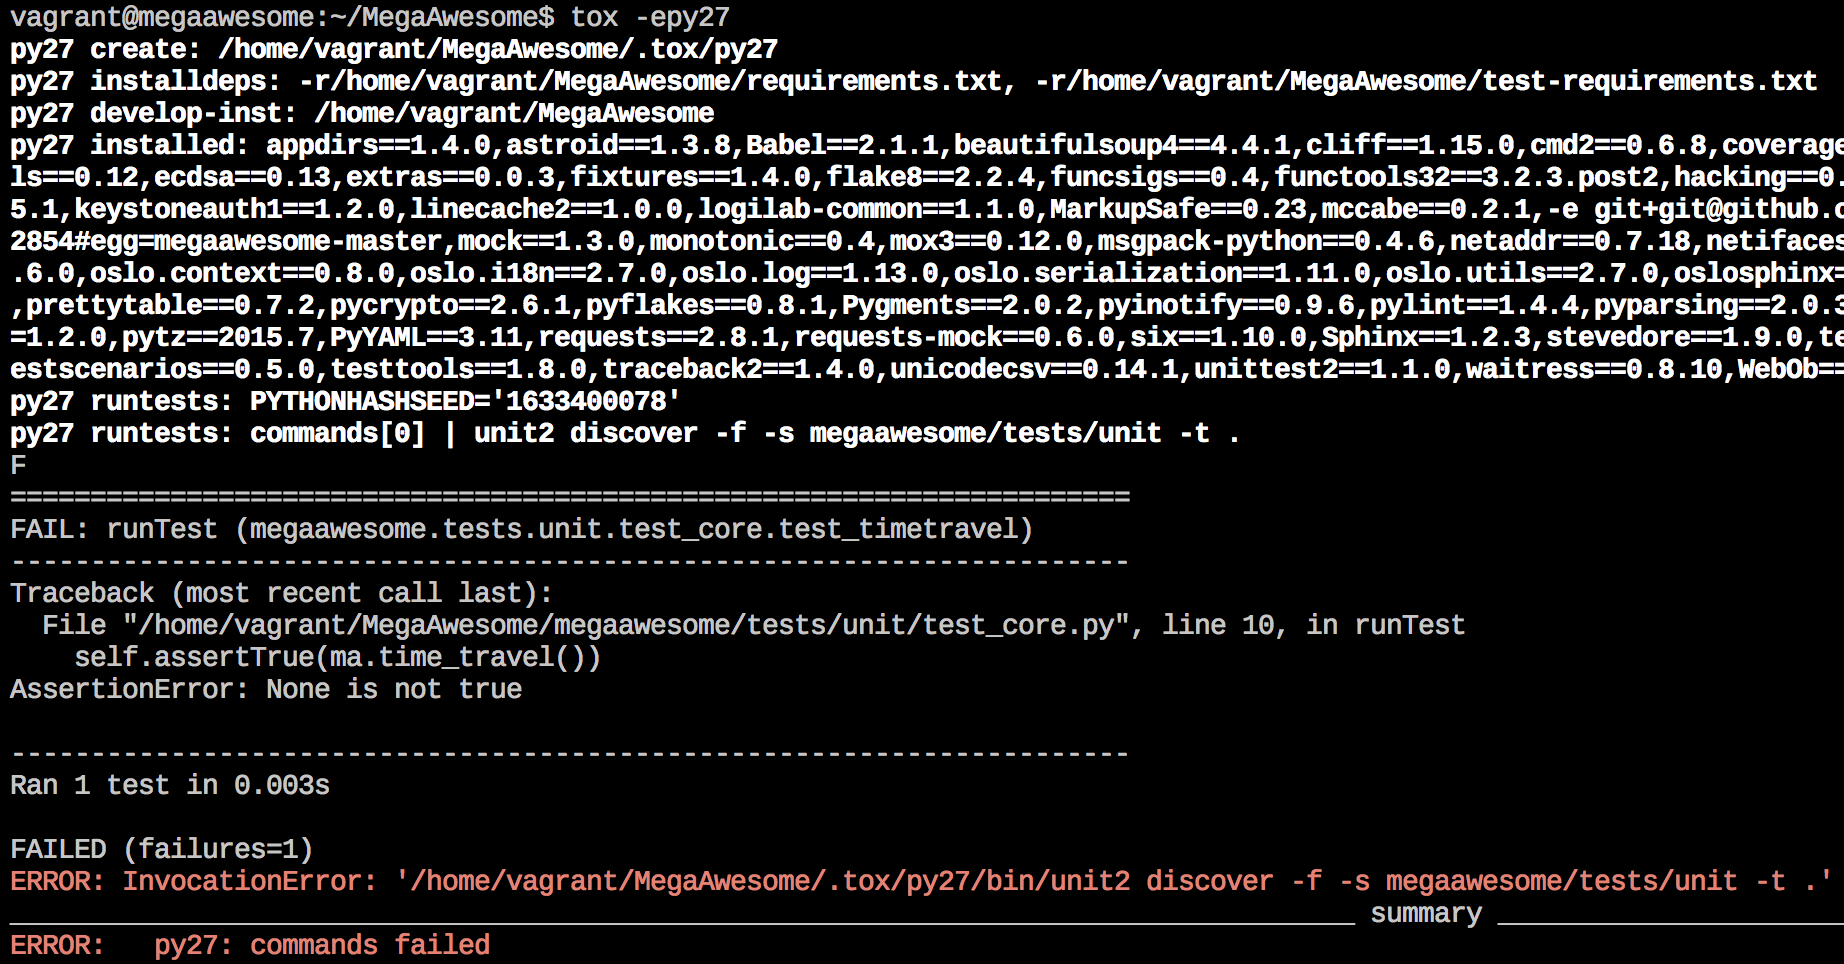 vagrant@megaawesome:~/MegaAwesome$ tox -epy27
py27 create: /home/vagrant/MegaAwesome/.tox/py27
py27 installdeps: -r/home/vagrant/MegaAwesome/requirements.txt, -r/home/vagrant/MegaAwesome/test-requirements.txt
py27 develop-inst: /home/vagrant/MegaAwesome
py27 installed: appdirs==1.4.0,astroid==1.3.8,Babel==2.1.1,beautifulsoup4==4.4.1,cliff==1.15.0,cmd2==0.6.8,coverage
ls==0.12,ecdsa==0.13,extras==0.0.3,fixtures==1.4.0,flake8==2.2.4,funcsigs==0.4,functools32==3.2.3.post2,hacking==0.
5.1,keystoneauth1==1.2.0,linecache2==1.0.0,logilab-common==1.1.0,MarkupSafe==0.23,mccabe==0.2.1,-e git+git@github.c
2854#egg=megaawesome-master,mock==1.3.0,monotonic==0.4,mox3==0.12.0,msgpack-python==0.4.6,netaddr==0.7.18,netifaces
.6.0,oslo.context==0.8.0,oslo.i18n==2.7.0,oslo.log==1.13.0,oslo.serialization==1.11.0,oslo.utils==2.7.0,oslosphinx=
,prettytable==0.7.2,pycrypto==2.6.1,pyflakes==0.8.1,Pygments==2.0.2,pyinotify==0.9.6,pylint==1.4.4,pyparsing==2.0.3
=1.2.0,pytz==2015.7,PyYAML==3.11,requests==2.8.1,requests-mock==0.6.0,six==1.10.0,Sphinx==1.2.3,stevedore==1.9.0,te
estscenarios==0.5.0,testtools==1.8.0,traceback2==1.4.0,unicodecsv==0.14.1,unittest2==1.1.0,waitress==0.8.10,WebOb==
py27 runtests: PYTHONHASHSEED='1633400078'
py27 runtests: commands[0] | unit2 discover -f -s megaawesome/tests/unit -t .
F
======================================================================
FAIL: runTest (megaawesome.tests.unit.test_core.test_timetravel)
----------------------------------------------------------------------
Traceback (most recent call last):
  File "/home/vagrant/MegaAwesome/megaawesome/tests/unit/test_core.py", line 10, in runTest
    self.assertTrue(ma.time_travel())
AssertionError: None is not true

----------------------------------------------------------------------
Ran 1 test in 0.003s

FAILED (failures=1)
ERROR: InvocationError: '/home/vagrant/MegaAwesome/.tox/py27/bin/unit2 discover -f -s megaawesome/tests/unit -t .'
____________________________________________________________________________________ summary ______________________
ERROR:   py27: commands failed